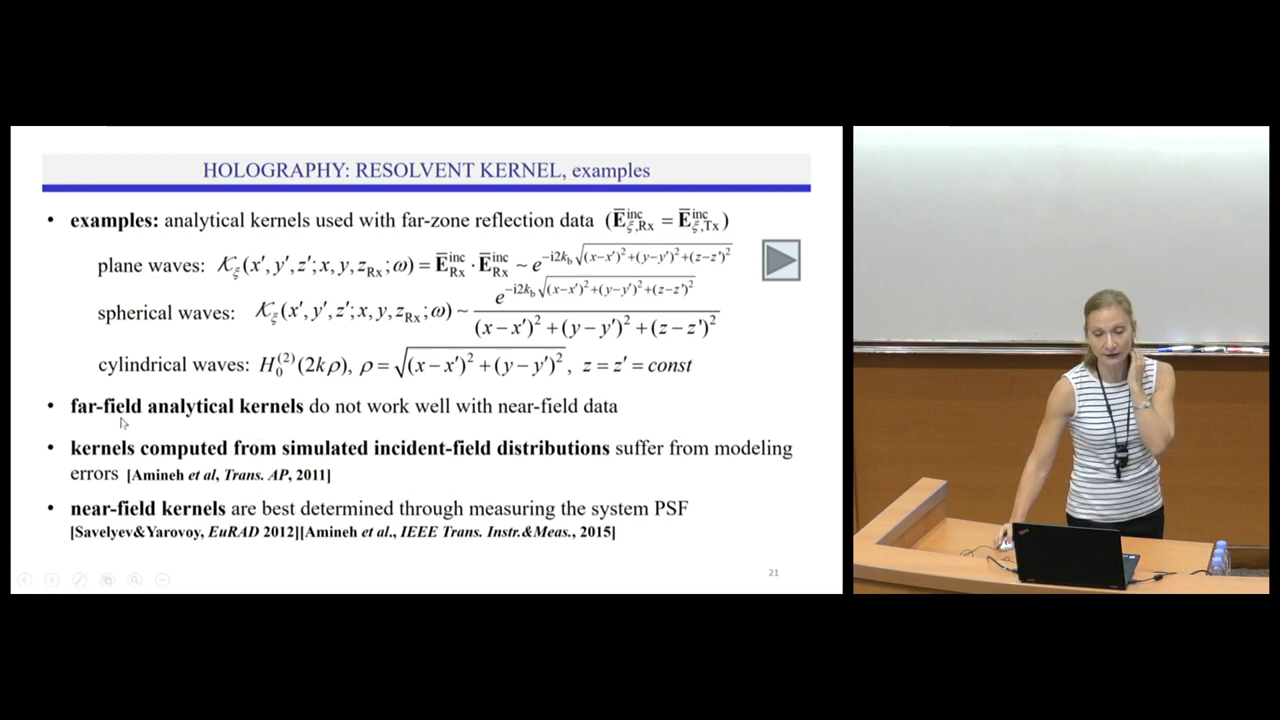 HOLOGRAPHY: RESOLVENT KERNEL, examples
• examples: analytical kernels used with far-zone reflection data (Ē^inc_ξ,Rx = Ē^inc_ξ,Tx)
plane waves: 𝒦_ξ(x′, y′, z′; x, y, z_Rx; ω) = Ē^inc_Rx · Ē^inc_Rx ~ e^(−i2k_b√((x−x′)²+(y−y′)²+(z−z′)²))
spherical waves: 𝒦_ξ(x′, y′, z′; x, y, z_Rx; ω) ~ e^(−i2k_b√((x−x′)²+(y−y′)²+(z−z′)²)) / ((x−x′)² + (y−y′)² + (z−z')²)
cylindrical waves: H₀^(2)(2kρ), ρ = √((x−x′)² + (y−y′)²), z = z′ = const
• far-field analytical kernels do not work well with near-field data
• kernels computed from simulated incident-field distributions suffer from modeling
errors [Amineh et al, Trans. AP, 2011]
• near-field kernels are best determined through measuring the system PSF
[Savelyev&Yarovoy, EuRAD 2012][Amineh et al., IEEE Trans. Instr.&Meas., 2015]
21